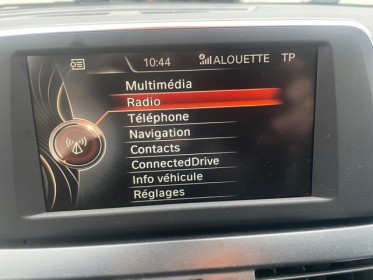 10:44 ALOUETTE TP
Multimédia
Radio
Téléphone
Navigation
Contacts
ConnectedDrive
Info véhicule
Réglages